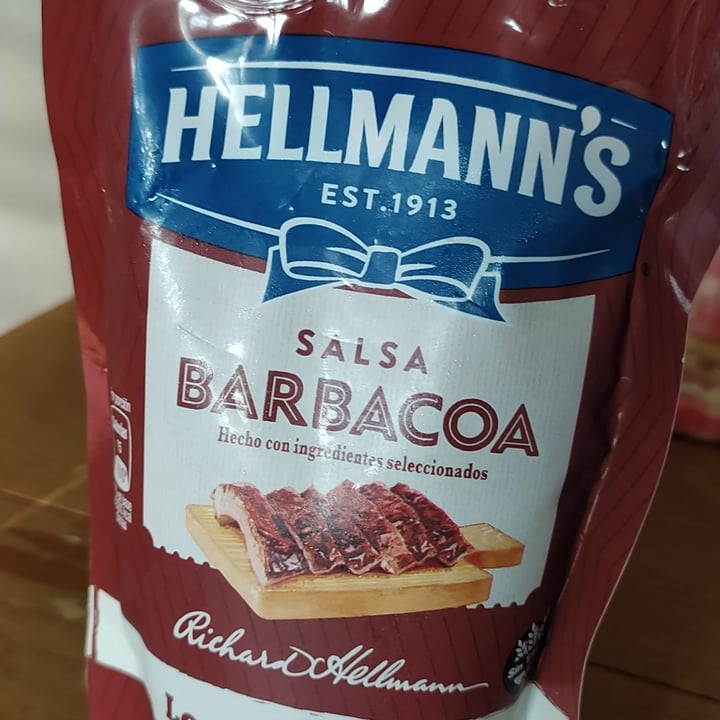 HELLMANN'S
EST.1913
SALSA
BARBACOA
Hecho con ingredientes seleccionados
Richard Hellmann